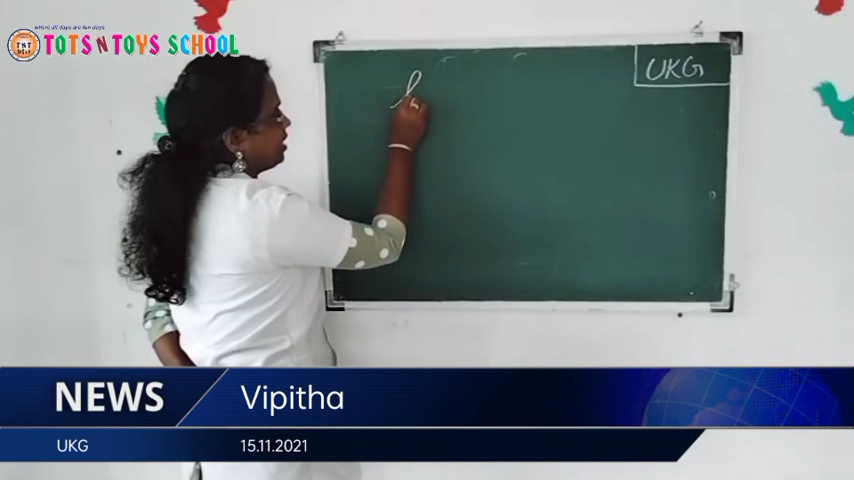 where all days are fun days
TNT
TOTS N TOYS SCHOOL
UKG
NEWS
Vipitha
UKG
15.11.2021